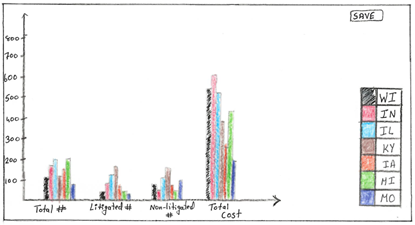 SAVE
800
700
600
500
400
300
200
100
Total #
Litigated #
Non-litigated
#
Total
Cost
WI
IN
IL
KY
IA
HI
MO